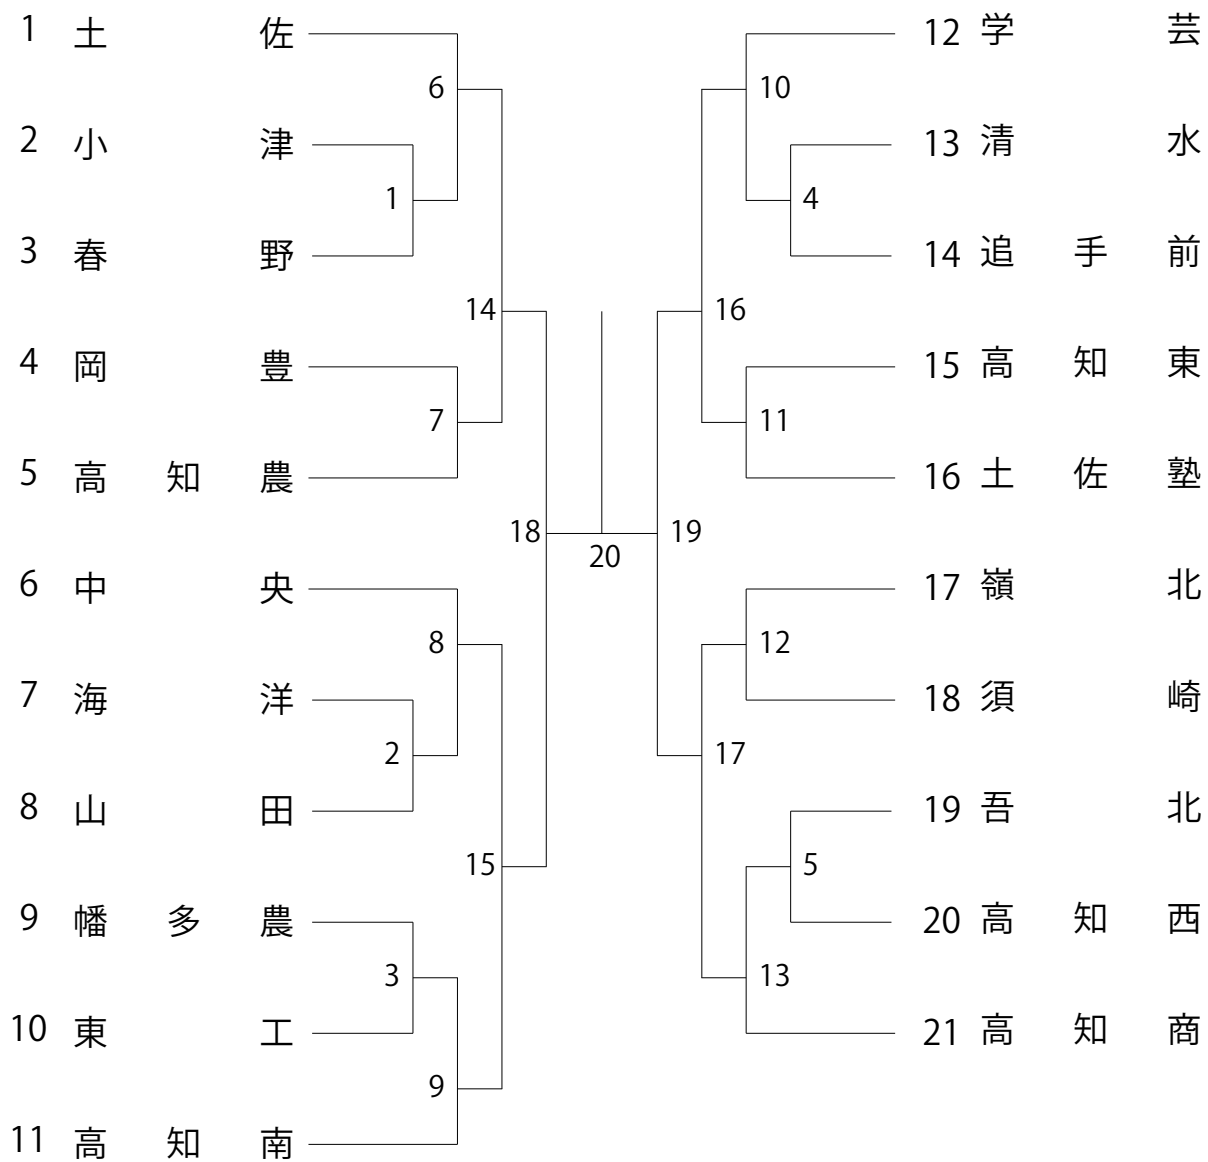 1 土佐
2 小津
3 春野
4 岡豊
5 高知農
6 中央
7 海洋
8 山田
9 幡多農
10 東工
11 高知南
6
1
14
7
18
8
2
15
3
9
20
10
4
16
11
19
12
17
5
13
12 学芸
13 清水
14 追手前
15 高知東
16 土佐塾
17 嶺北
18 須崎
19 吾北
20 高知西
21 高知商